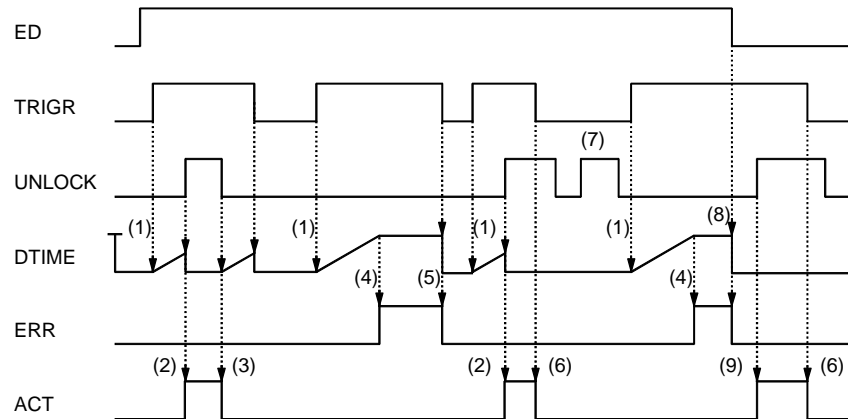 ED
TRIGR
(7)
UNLOCK
(1) (1) (1) (1) (8)
DTIME
(4) (5) (4)
ERR
(2) (3) (2) (6) (9) (6)
ACT